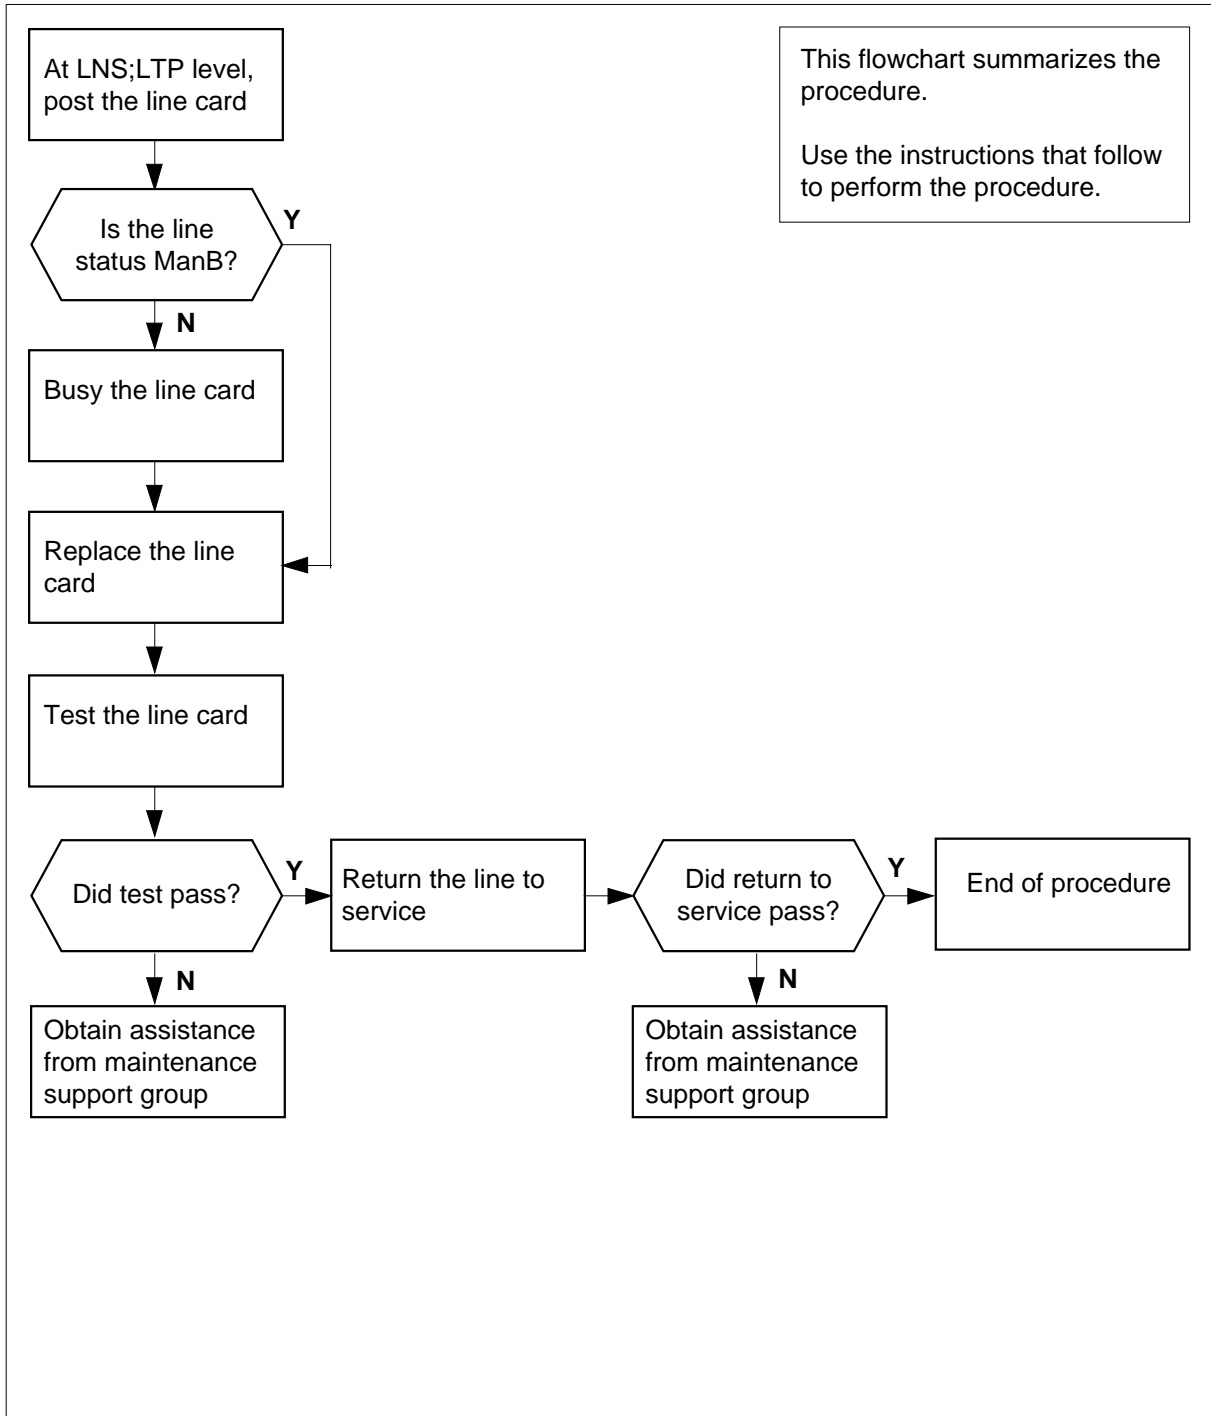 At LNS;LTP level,
post the line card
This flowchart summarizes the
procedure.
Use the instructions that follow
to perform the procedure.
Is the line
status ManB?
Y
N
Busy the line card
Replace the line
card
Test the line card
Did test pass?
Y
Return the line to
service
Did return to
service pass?
Y
End of procedure
N
Obtain assistance
from maintenance
support group
N
Obtain assistance
from maintenance
support group